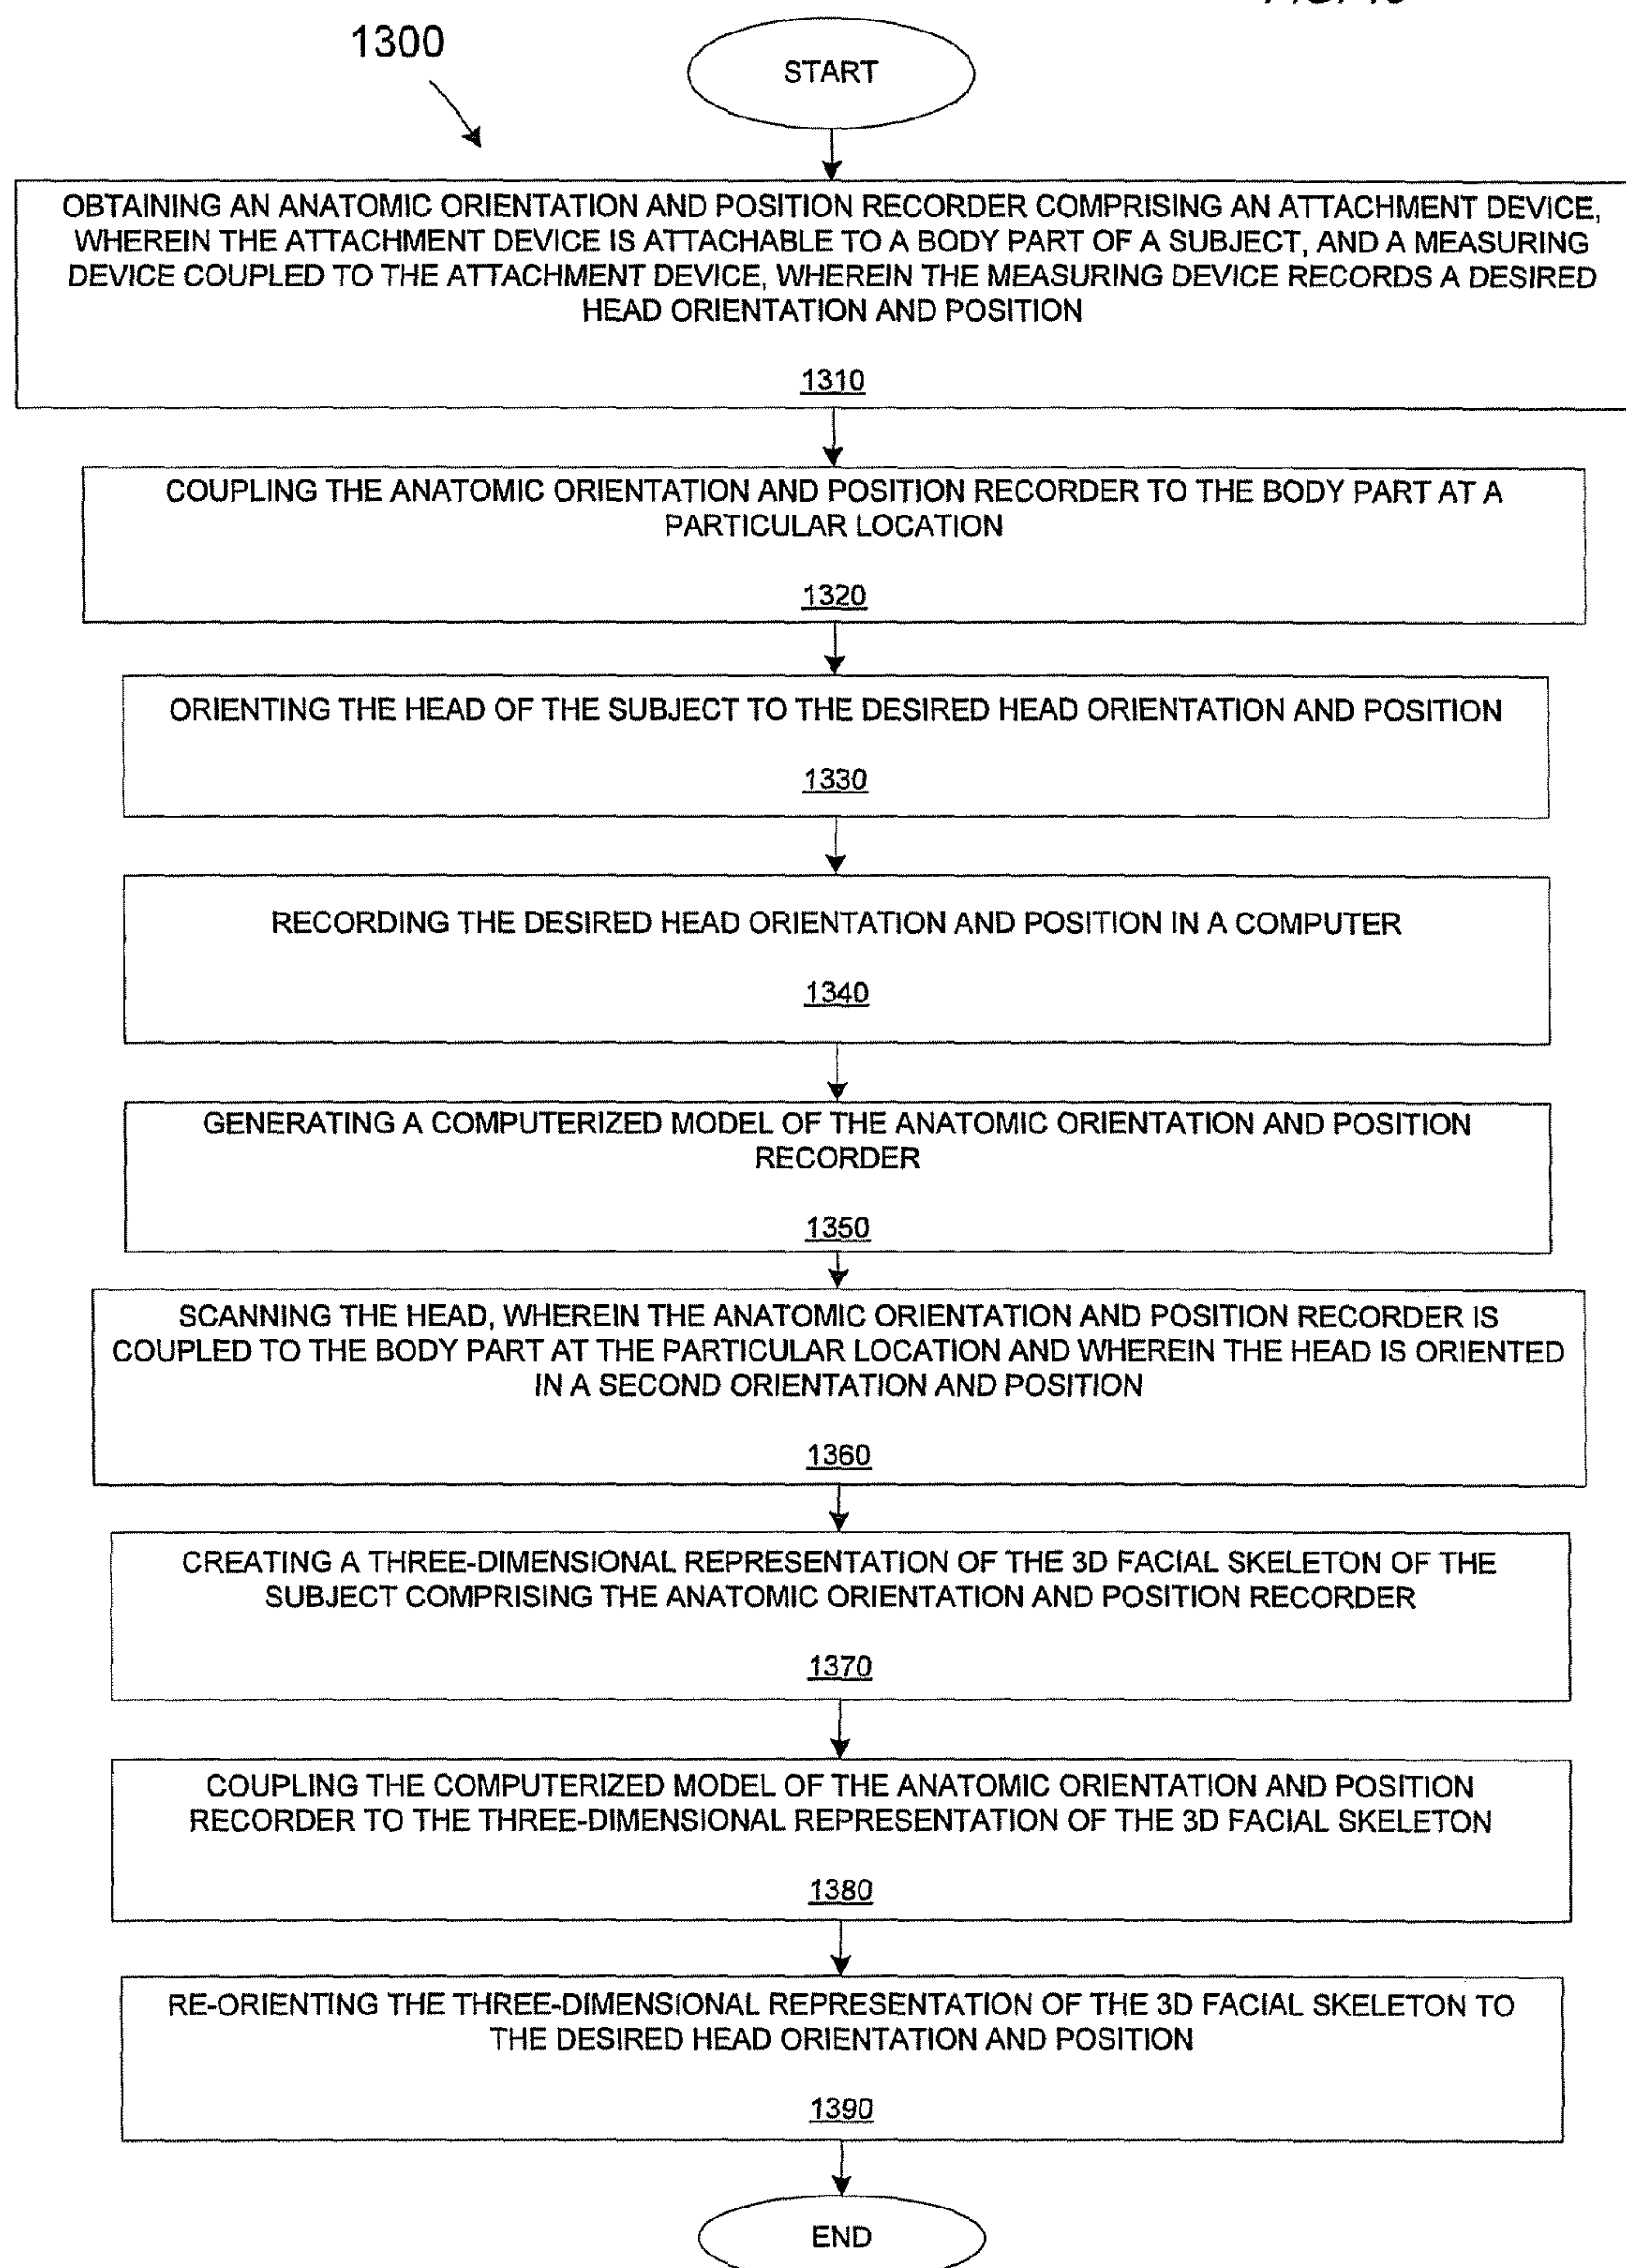 1300
START
OBTAINING AN ANATOMIC ORIENTATION AND POSITION RECORDER COMPRISING AN ATTACHMENT DEVICE,
WHEREIN THE ATTACHMENT DEVICE IS ATTACHABLE TO A BODY PART OF A SUBJECT, AND A MEASURING
DEVICE COUPLED TO THE ATTACHMENT DEVICE, WHEREIN THE MEASURING DEVICE RECORDS A DESIRED
HEAD ORIENTATION AND POSITION
1310
COUPLING THE ANATOMIC ORIENTATION AND POSITION RECORDER TO THE BODY PART AT A
PARTICULAR LOCATION
1320
ORIENTING THE HEAD OF THE SUBJECT TO THE DESIRED HEAD ORIENTATION AND POSITION
1330
RECORDING THE DESIRED HEAD ORIENTATION AND POSITION IN A COMPUTER
1340
GENERATING A COMPUTERIZED MODEL OF THE ANATOMIC ORIENTATION AND POSITION
RECORDER
1350
SCANNING THE HEAD, WHEREIN THE ANATOMIC ORIENTATION AND POSITION RECORDER IS
COUPLED TO THE BODY PART AT THE PARTICULAR LOCATION AND WHEREIN THE HEAD IS ORIENTED
IN A SECOND ORIENTATION AND POSITION
1360
CREATING A THREE-DIMENSIONAL REPRESENTATION OF THE 3D FACIAL SKELETON OF THE
SUBJECT COMPRISING THE ANATOMIC ORIENTATION AND POSITION RECORDER
1370
COUPLING THE COMPUTERIZED MODEL OF THE ANATOMIC ORIENTATION AND POSITION
RECORDER TO THE THREE-DIMENSIONAL REPRESENTATION OF THE 3D FACIAL SKELETON
1380
RE-ORIENTING THE THREE-DIMENSIONAL REPRESENTATION OF THE 3D FACIAL SKELETON TO
THE DESIRED HEAD ORIENTATION AND POSITION
1390
END